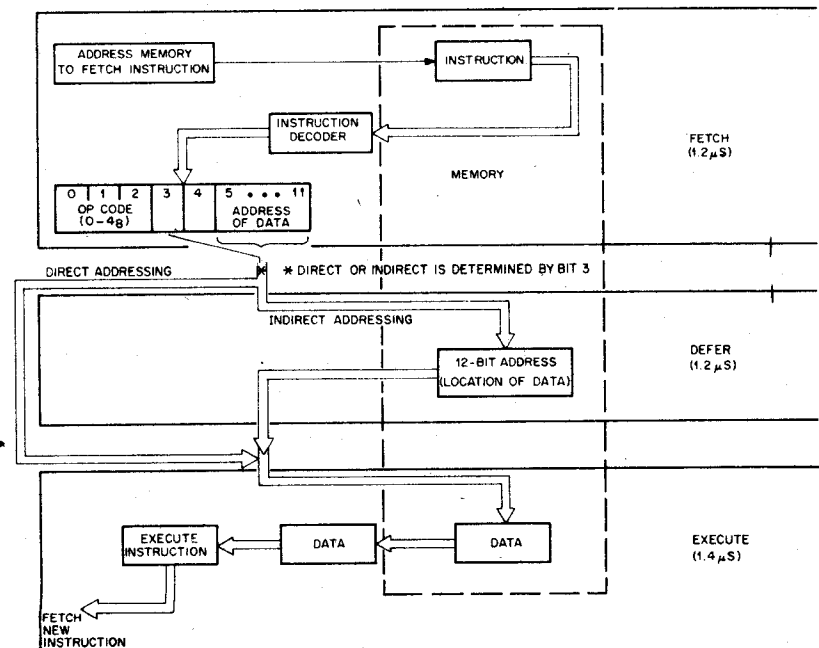 ADDRESS MEMORY
TO FETCH INSTRUCTION
INSTRUCTION
INSTRUCTION
DECODER
FETCH
(1.2μS)
MEMORY
0 1 2 3 4 5 • • • 11
OP CODE
(0-4₈)
ADDRESS
OF DATA
DIRECT ADDRESSING
*
* DIRECT OR INDIRECT IS DETERMINED BY BIT 3
INDIRECT ADDRESSING
12-BIT ADDRESS
(LOCATION OF DATA)
DEFER
(1.2μS)
EXECUTE
INSTRUCTION
DATA
DATA
EXECUTE
(1.4μS)
FETCH
NEW
INSTRUCTION